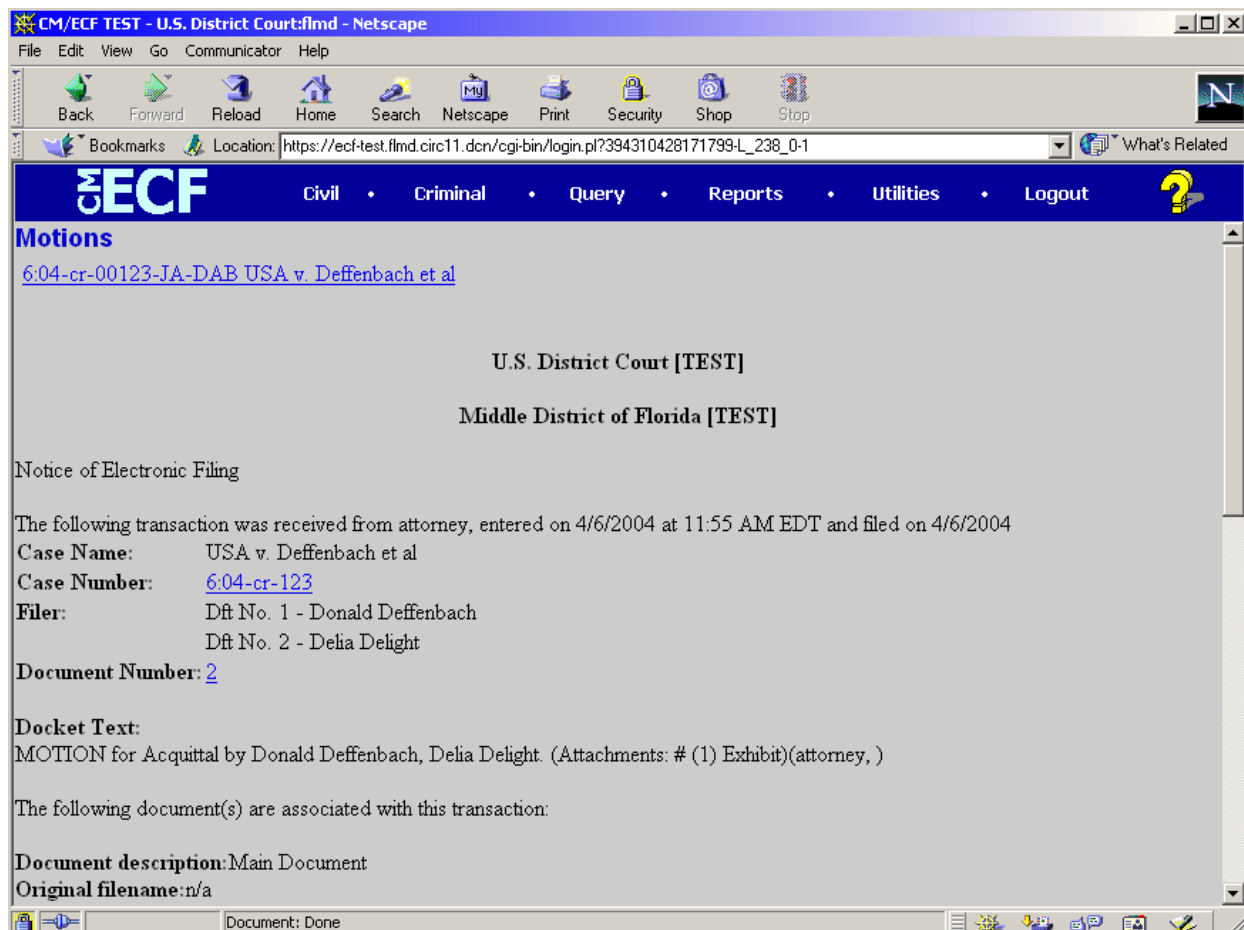 CM/ECF TEST - U.S. District Court:flmd - Netscape
File Edit View Go Communicator Help
My
N
Back Forward Reload Home Search Netscape Print Security Shop Stop
Bookmarks Location: https://ecf-test.flmd.circ11.dcn/cgi-bin/login.pl?394310428171799-L_238_0-1 What's Related
CM ECF Civil • Criminal • Query • Reports • Utilities • Logout ?
Motions
6:04-cr-00123-JA-DAB USA v. Deffenbach et al
U.S. District Court [TEST]
Middle District of Florida [TEST]
Notice of Electronic Filing
The following transaction was received from attorney, entered on 4/6/2004 at 11:55 AM EDT and filed on 4/6/2004
Case Name: USA v. Deffenbach et al
Case Number: 6:04-cr-123
Filer: Dft No. 1 - Donald Deffenbach
Dft No. 2 - Delia Delight
Document Number: 2
Docket Text:
MOTION for Acquittal by Donald Deffenbach, Delia Delight. (Attachments: # (1) Exhibit)(attorney, )
The following document(s) are associated with this transaction:
Document description:Main Document
Original filename:n/a
Document: Done